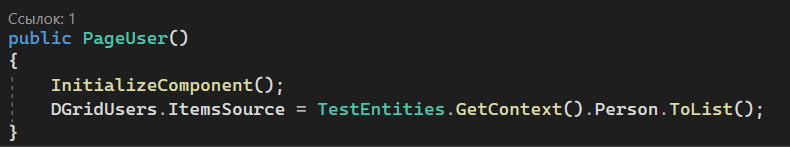 Ссылок: 1
public PageUser()
{
InitializeComponent();
DGridUsers.ItemsSource = TestEntities.GetContext().Person.ToList();
}